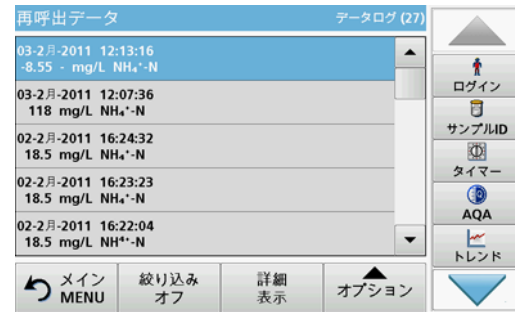 再呼出データ データログ (27)
03-2月-2011 12:13:16
-8.55 - mg/L NH₄⁺-N
03-2月-2011 12:07:36
118 mg/L NH₄⁺-N
02-2月-2011 16:24:32
18.5 mg/L NH₄⁺-N
02-2月-2011 16:23:23
18.5 mg/L NH₄⁺-N
02-2月-2011 16:22:04
18.5 mg/L NH⁴⁺-N
ログイン
サンプルID
タイマー
AQA
トレンド
メイン
MENU
絞り込み
オフ
詳細
表示
オプション